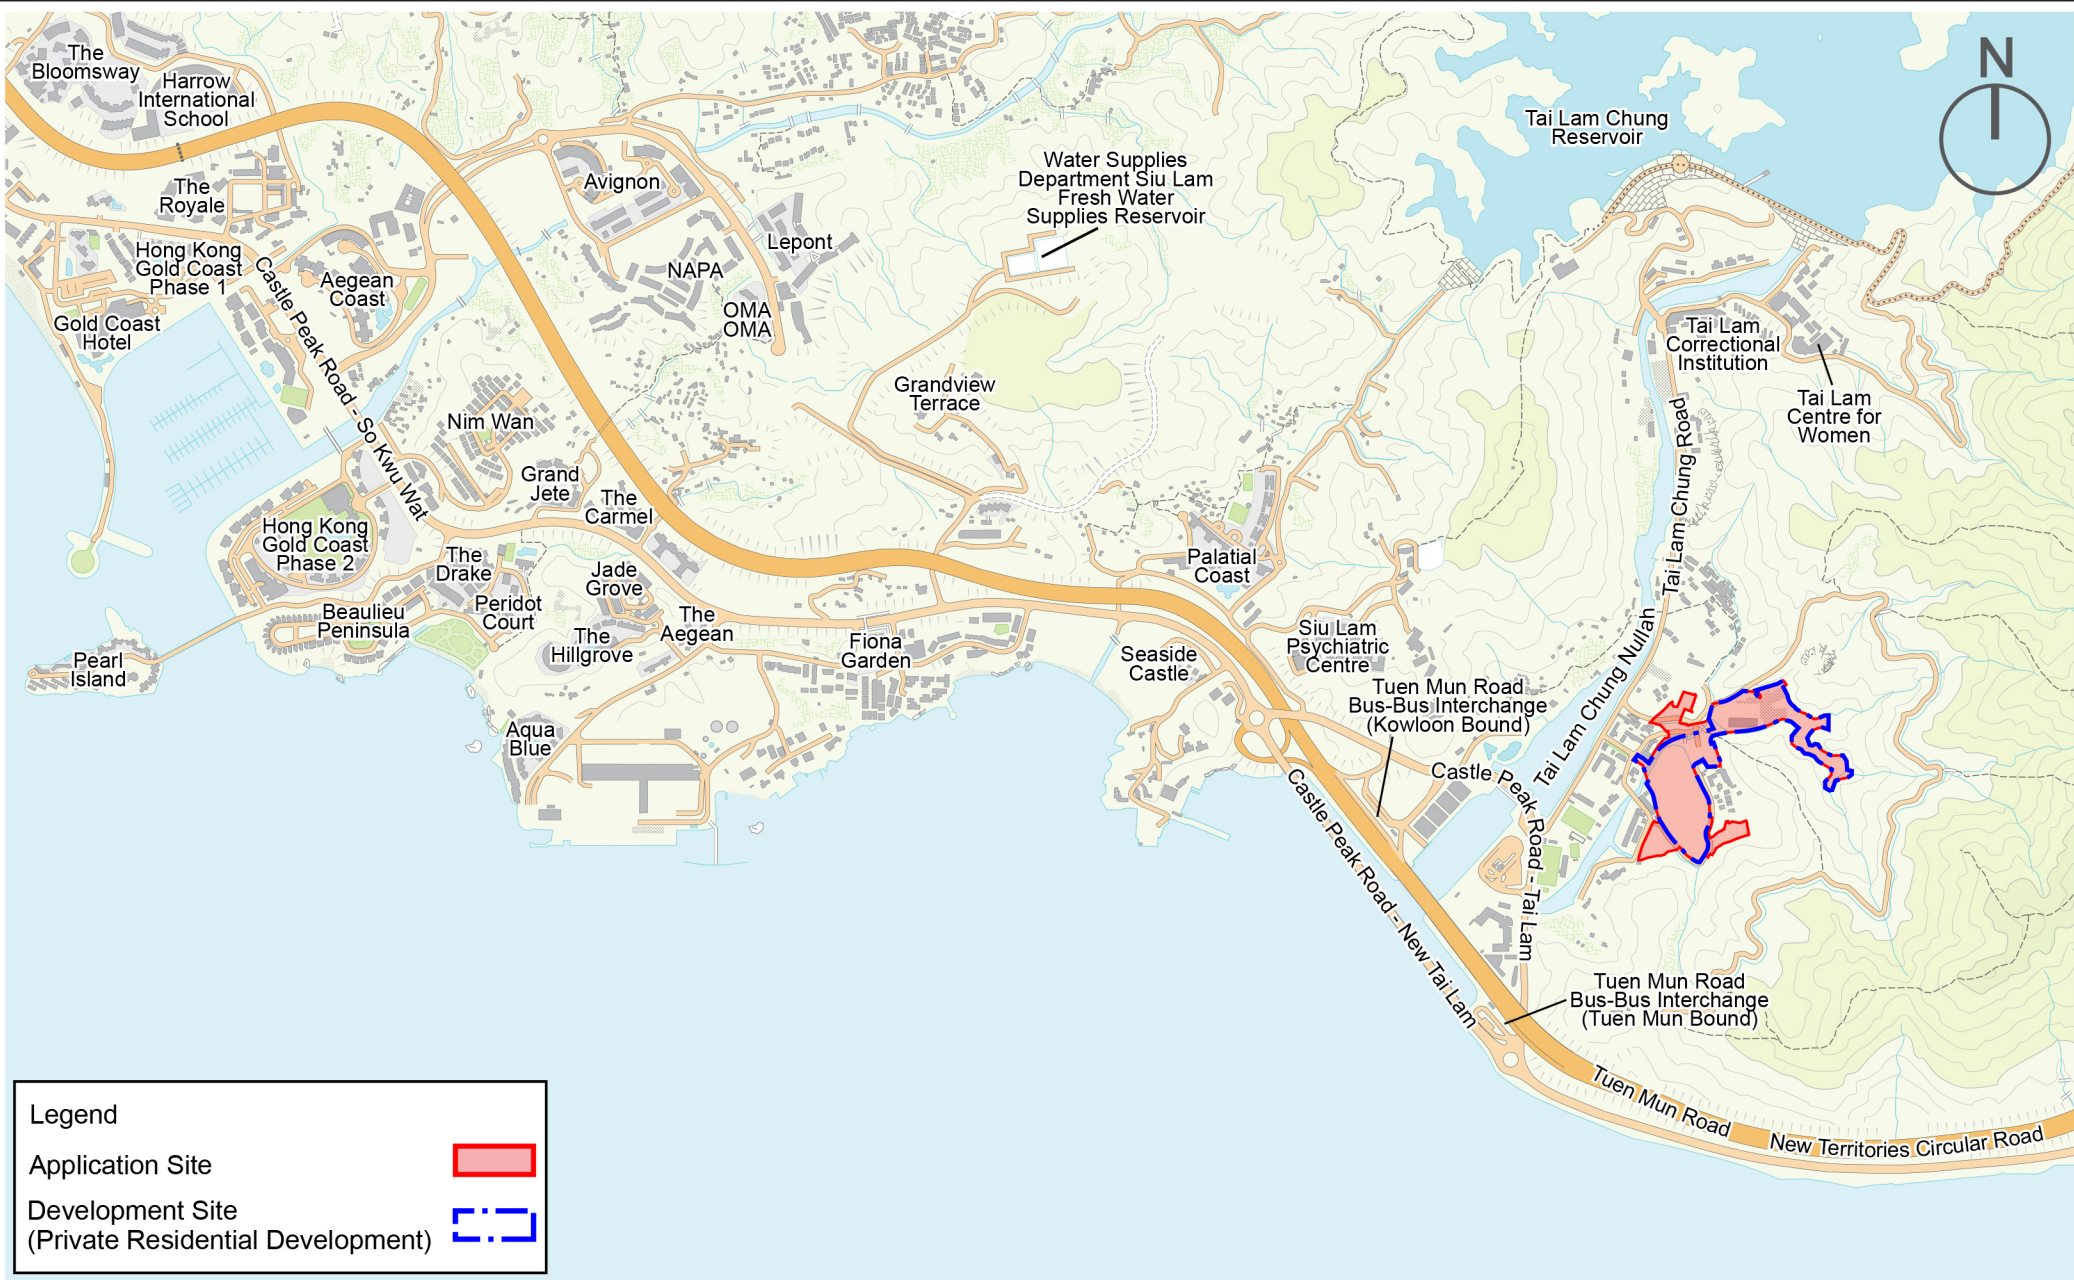 The
Bloomsway
Harrow
International
School
N
Tai Lam Chung
Reservoir
Water Supplies
Department Siu Lam
Fresh Water
Supplies Reservoir
Avignon
The
Royale
Hong Kong
Gold Coast
Phase 1
Castle Peak Road - So Kwu Wat
Aegean
Coast
Lepont
NAPA
OMA
OMA
Gold Coast
Hotel
Tai Lam
Correctional
Institution
Tai Lam
Centre for
Women
Grandview
Terrace
Nim Wan
Tai Lam Chung Road
Tai Lam Chung Road
Grand
Jete
The
Carmel
Hong Kong
Gold Coast
Phase 2
The
Drake
Jade
Grove
Palatial
Coast
Peridot
Court
Beaulieu
Peninsula
The
Hillgrove
The
Aegean
Fiona
Garden
Seaside
Castle
Siu Lam
Psychiatric
Centre
Pearl
Island
Tai Lam Chung Nullah
Tuen Mun Road
Bus-Bus Interchange
(Kowloon Bound)
Aqua
Blue
Castle Peak Road - Tai Lam
Castle Peak Road - New Tai Lam
Tuen Mun Road
Bus-Bus Interchange
(Tuen Mun Bound)
Tuen Mun Road
New Territories Circular Road
Legend
Application Site
Development Site
(Private Residential Development)